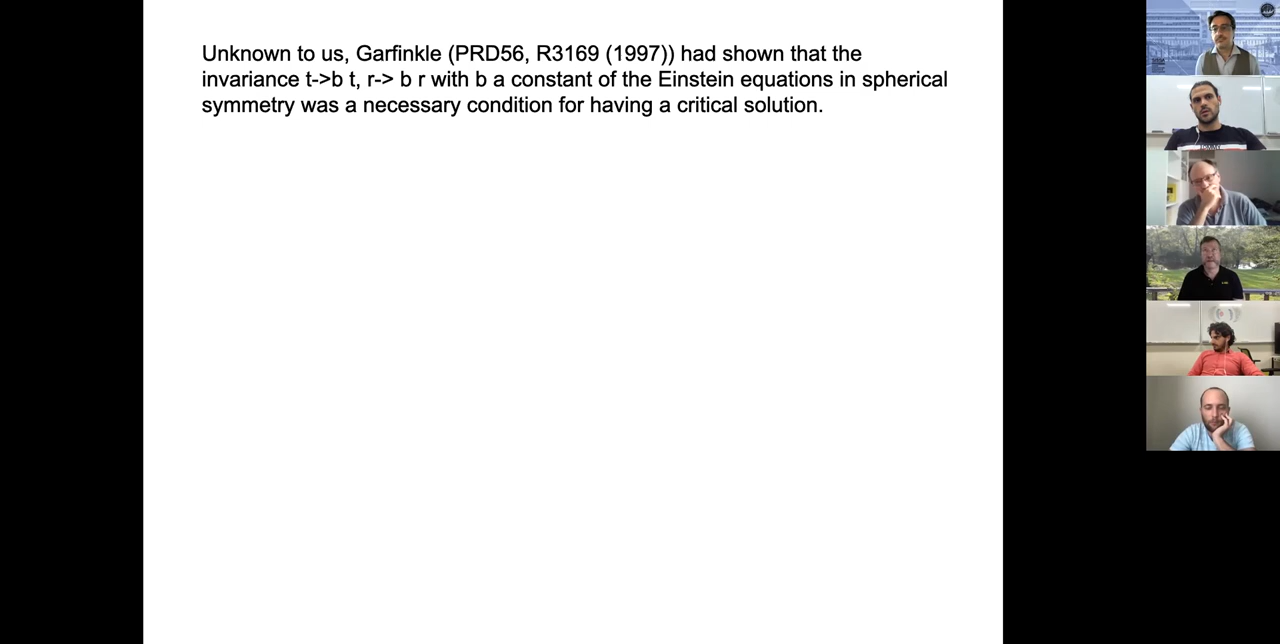 Unknown to us, Garfinkle (PRD56, R3169 (1997)) had shown that the
invariance t->b t, r-> b r with b a constant of the Einstein equations in spherical
symmetry was a necessary condition for having a critical solution.